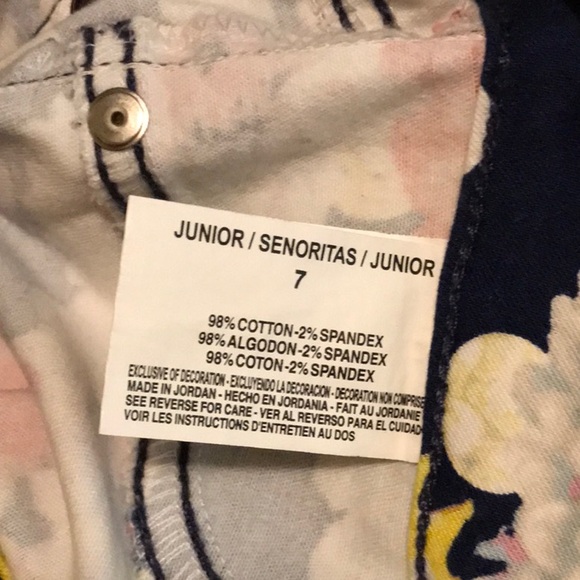 JUNIOR / SENORITAS / JUNIOR
7
98% COTTON-2% SPANDEX
98% ALGODON-2% SPANDEX
98% COTON-2% SPANDEX
EXCLUSIVE OF DECORATION - EXCLUYENDO LA DECORACION - DECORATION NON COMPRISE
MADE IN JORDAN - HECHO EN JORDANIA - FAIT AU JORDANIE
SEE REVERSE FOR CARE - VER AL REVERSO PARA EL CUIDAD
VOIR LES INSTRUCTIONS D'ENTRETIEN AU DOS